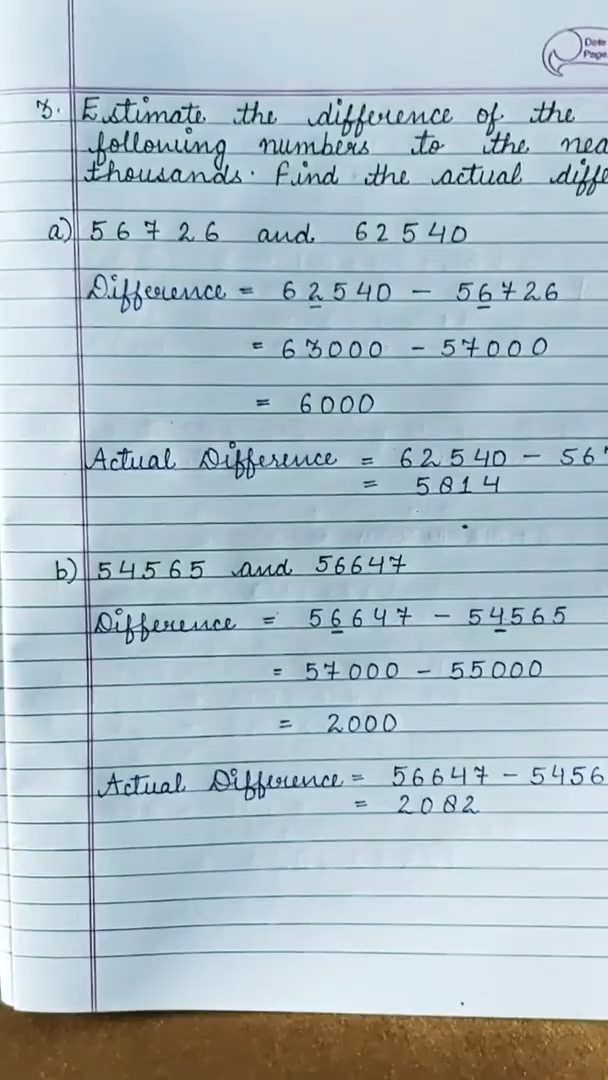 Date
Page
3. Estimate the difference of the
following numbers to the nea
thousands. Find the actual diffe
a) 56726 and 62540
Difference = 62540 - 56726
= 63000 - 57000
= 6000
Actual Difference = 62540 - 567
= 5814
b) 54565 and 56647
Difference = 56647 - 54565
= 57000 - 55000
= 2000
Actual Difference = 56647 - 5456
= 2082